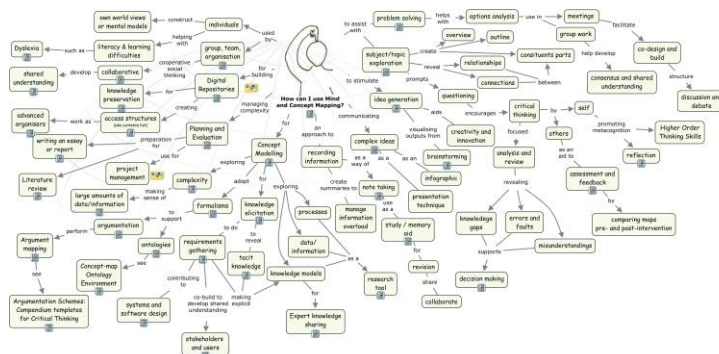 own world views
or mental models
construct
individuals
used
by
Dyslexia
such as
literacy & learning
difficulties
helping
with
group, team,
organisation
shared
understanding
develop
collaborative
cooperative
social
thinking
for
building
knowledge
preservation
for
Digital
Repositories
advanced
organisers
work as
access structures
creating
managing
complexity
writing an essay
or report
preparation
for
Planning and
Evaluation
Literature
review
use for
project
management
How can I use Mind
and Concept Mapping?
for
Concept
Modelling
large amounts of
data/information
making
sense of
complexity
exploring
adopt
formalisms
for
knowledge
elicitation
to
support
argumentation
perform
Argument
mapping
see
Argumentation Schemes:
Compendium templates
for Critical Thinking
ontologies
see
Concept-map
Ontology
Environment
to do
requirements
gathering
to
reveal
tacit
knowledge
contributing
to
systems and
software design
co-build to
develop shared
understanding
stakeholders
and users
making
explicit
knowledge models
for
Expert knowledge
sharing
exploring
processes
data/
information
as a
research
tool
to assist
with
problem solving
helps
with
options analysis
use in
meetings
group work
facilitate
co-design and
build
help develop
consensus and shared
understanding
structure
discussion and
debate
subject/topic
exploration
create
overview
outline
constituents parts
reveal
relationships
connections
between
prompts
questioning
encourages
critical
thinking
by
self
others
promoting
metacognition
Higher Order
Thinking Skills
reflection
as an
aid to
assessment and
feedback
by
comparing maps
pre- and post-intervention
focused
analysis and
review
revealing
knowledge
gaps
errors and
faults
misunderstandings
supports
decision making
to stimulate
idea generation
aids
creativity and
innovation
visualising
outputs from
brainstorming
communicating
complex ideas
as an
infographic
as a
presentation
technique
an
approach to
recording
information
as a
way of
note taking
create
summaries to
manage
information
overload
use
as a
study / memory
aid
for
revision
share
collaborate